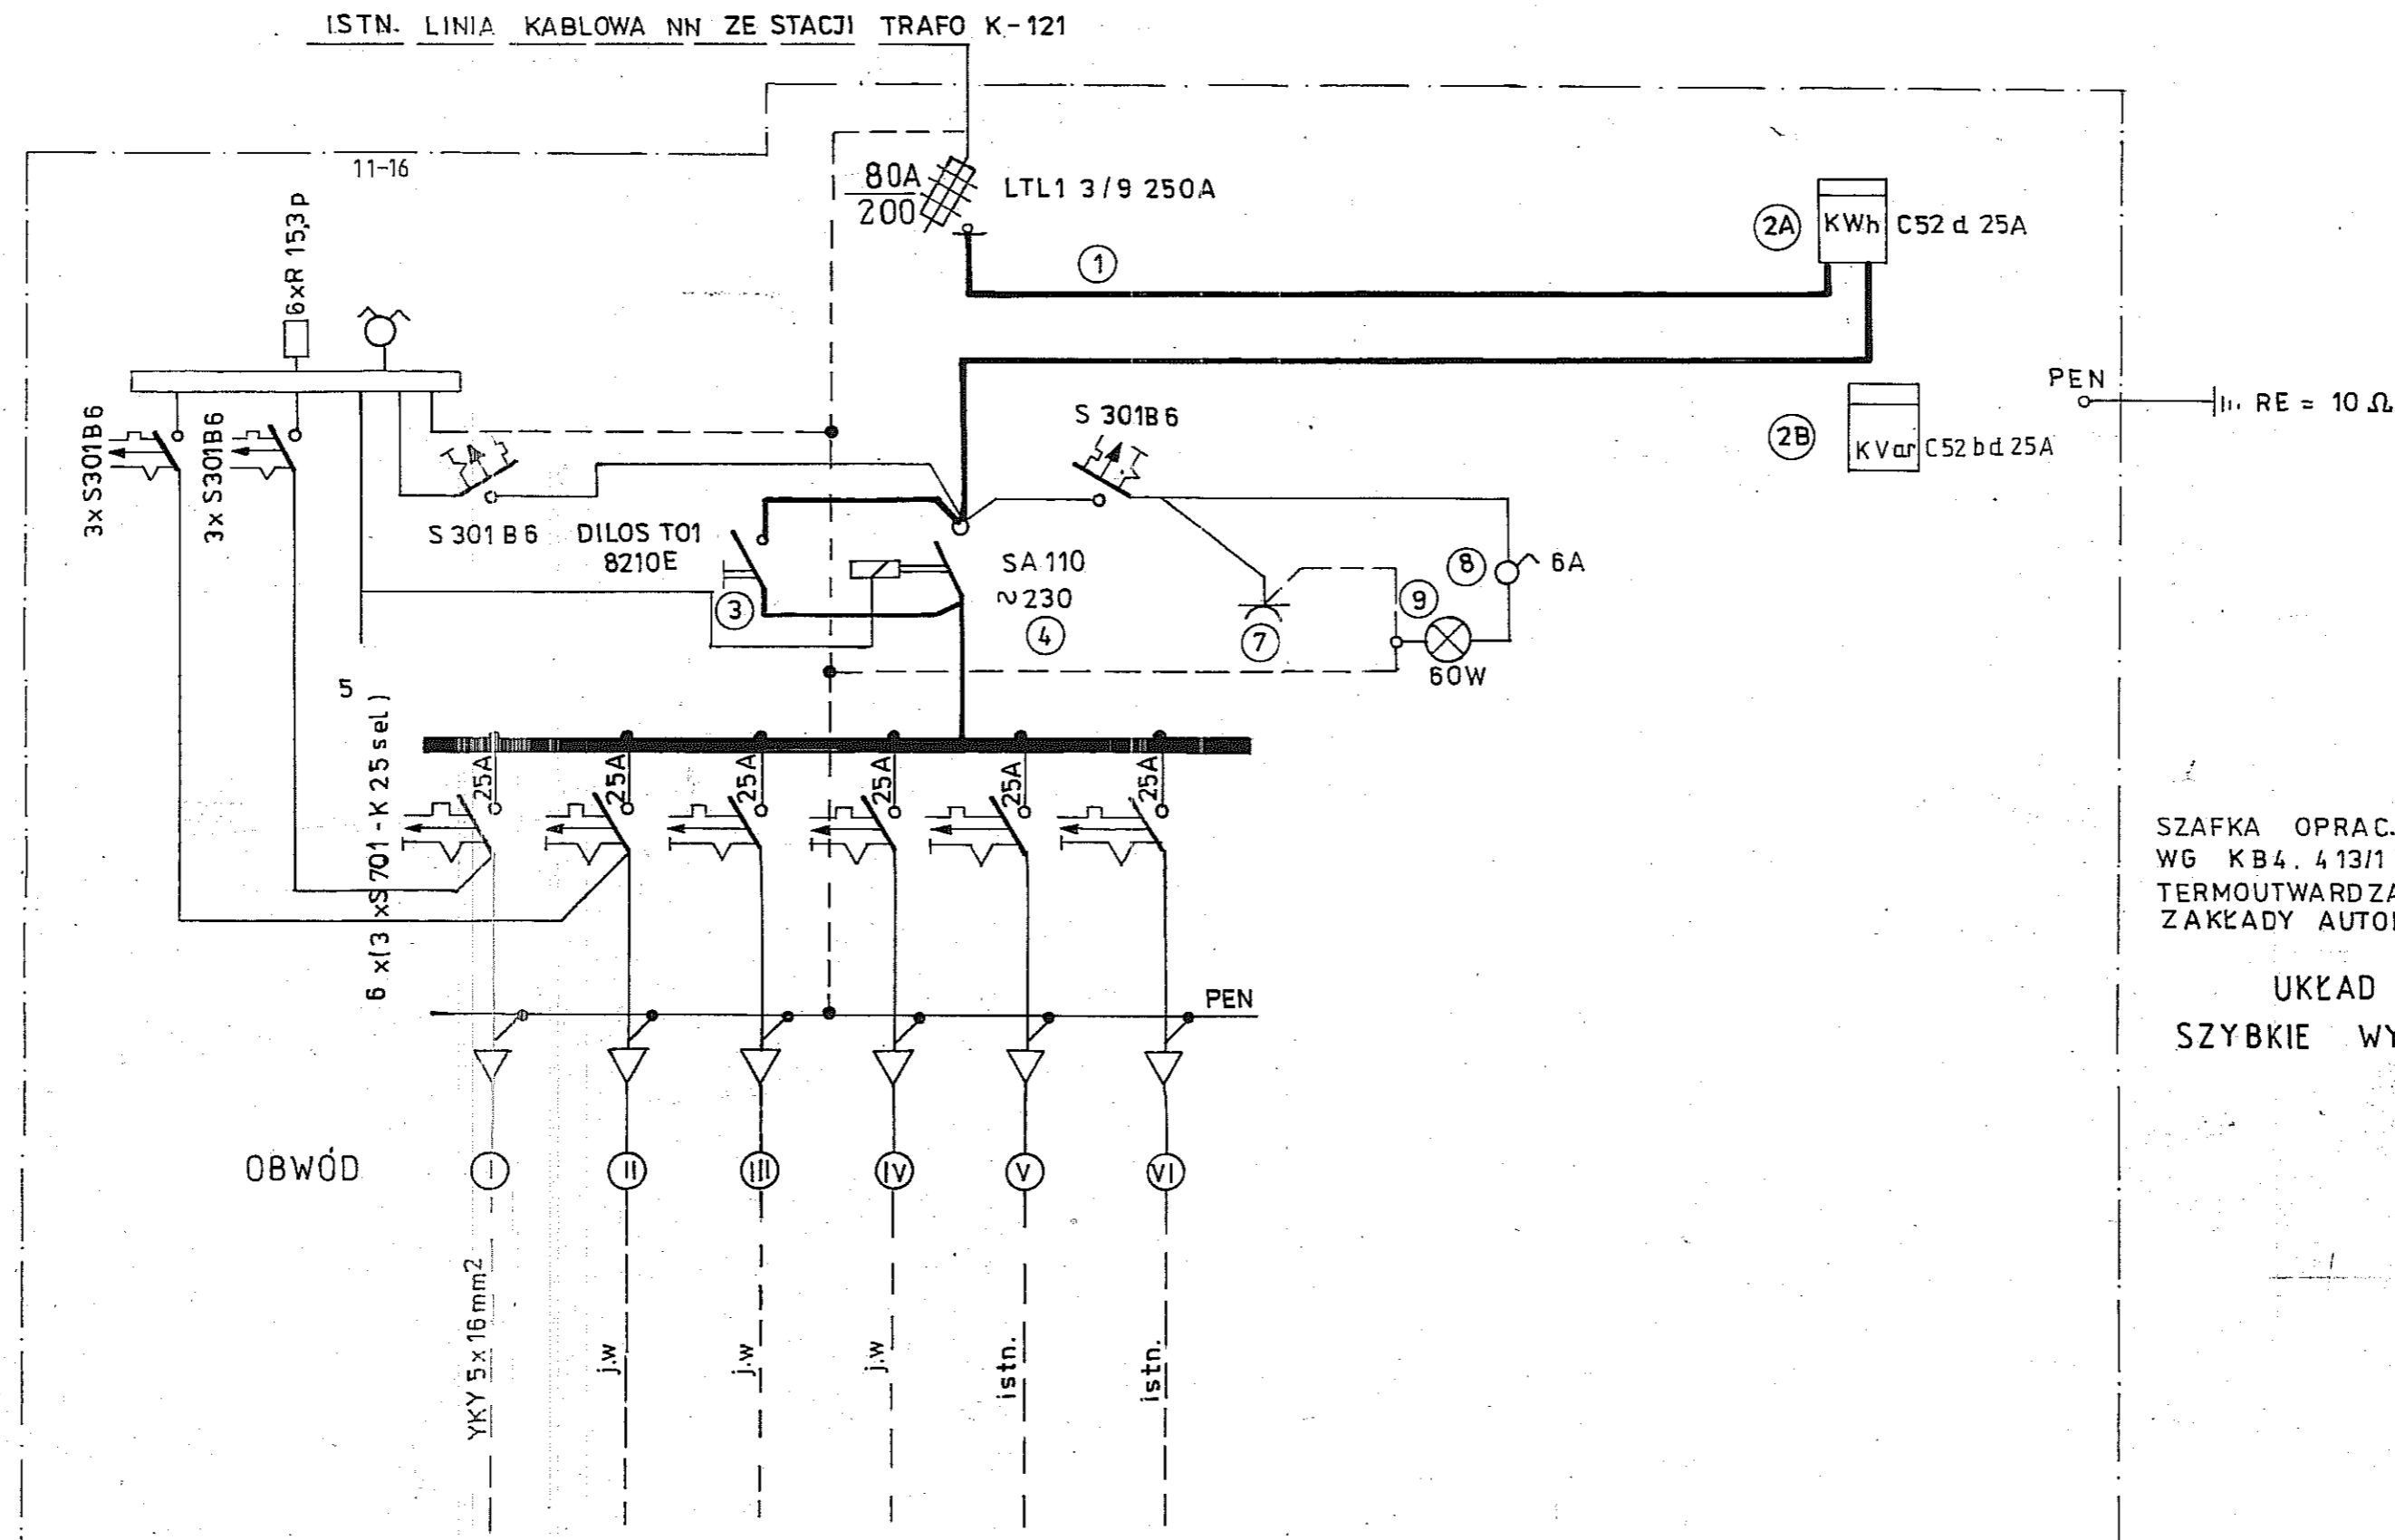 ISTN. LINIA KABLOWA NN ZE STACJI TRAFO K-121
11-16
80A
200
LTL1 3/9 250A
6xR 15,3p
1
2A
KWh
C52 d 25A
3x S301B6
3x S301B6
S 301B6
2B
KVar
C52 bd 25A
PEN
RE = 10 Ω
S 301 B 6
DILOS T01
8210E
SA 110
~230
3
4
7
8
6A
9
60W
5
6 x(3 xS 701 - K 25 sel)
25A
25A
25A
25A
25A
25A
SZAFKA OPRAC.
WG KB4. 413/1
TERMOUTWARDZA
ZAKŁADY AUTO
PEN
UKŁAD
SZYBKIE WY
OBWÓD
I
II
III
IV
V
VI
YKY 5 x 16 mm2
j.w
j.w
j.w
istn.
istn.